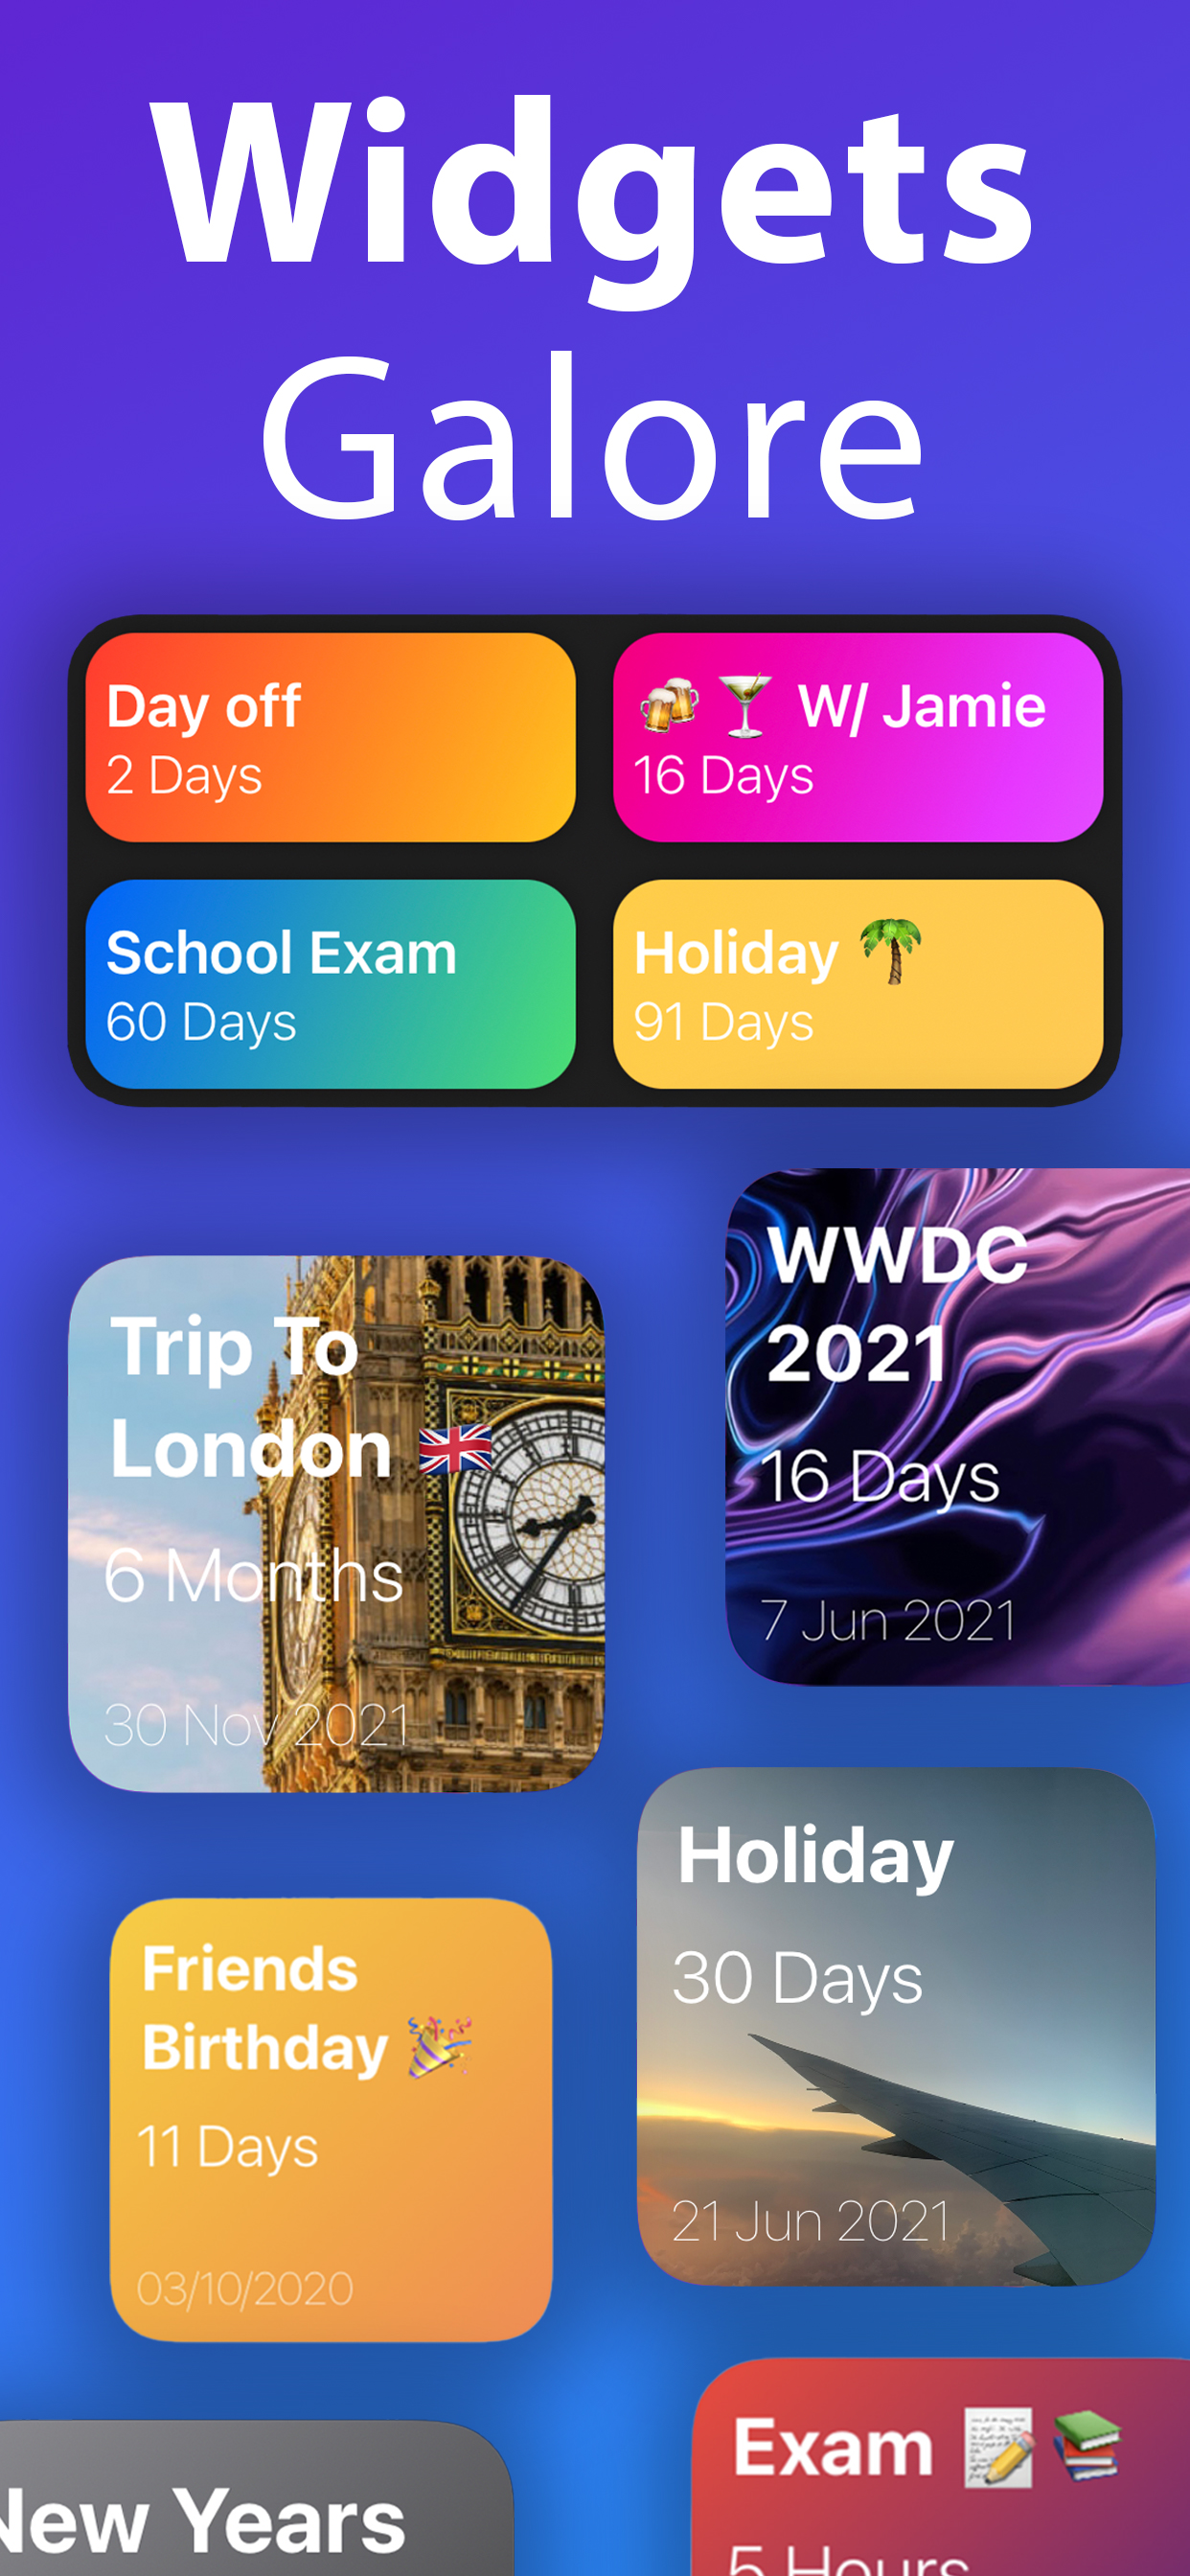 Widgets
Galore
Day off
2 Days
🍻🍸 W/ Jamie
16 Days
School Exam
60 Days
Holiday 🌴
91 Days
WWDC
2021
16 Days
7 Jun 2021
Trip To
London 🇬🇧
6 Months
30 Nov 2021
Holiday
30 Days
21 Jun 2021
Friends
Birthday 🎉
11 Days
03/10/2020
Exam 📝📚
5 Hours
New Years